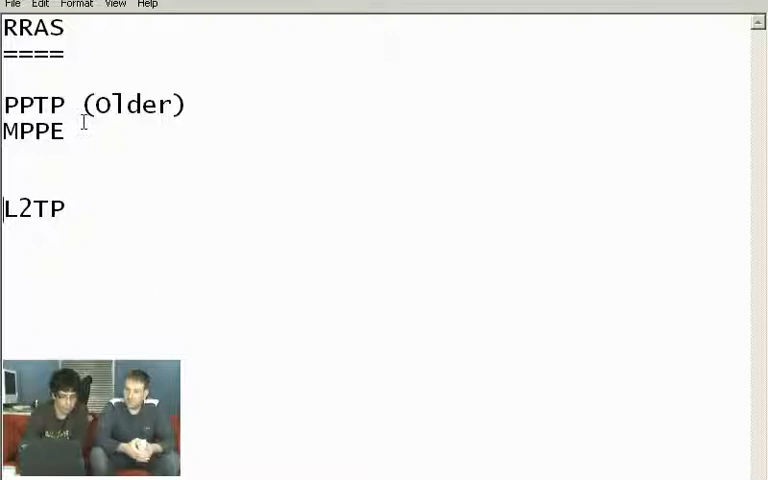 File Edit Format View Help
RRAS
====
PPTP (Older)
MPPE
L2TP